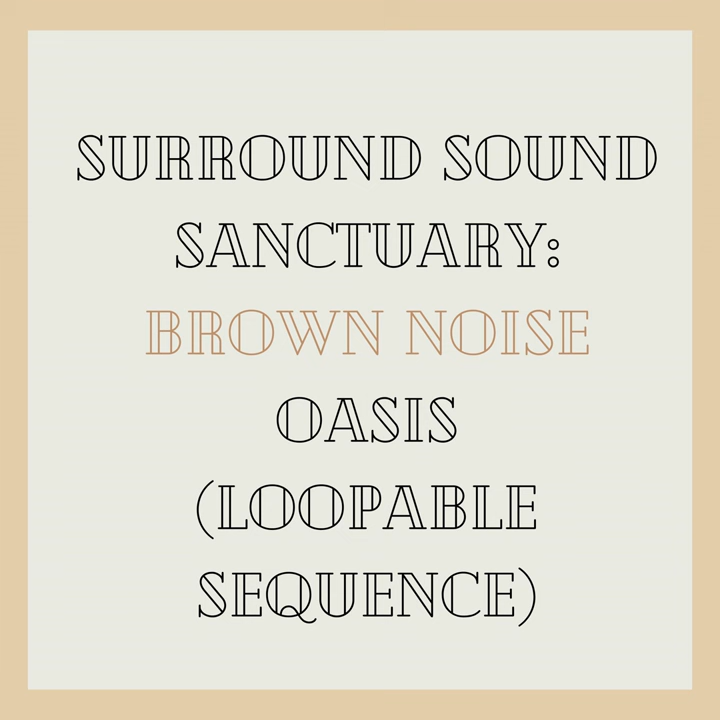 SURROUND SOUND
SANCTUARY:
BROWN NOISE
OASIS
(LOOPABLE
SEQUENCE)